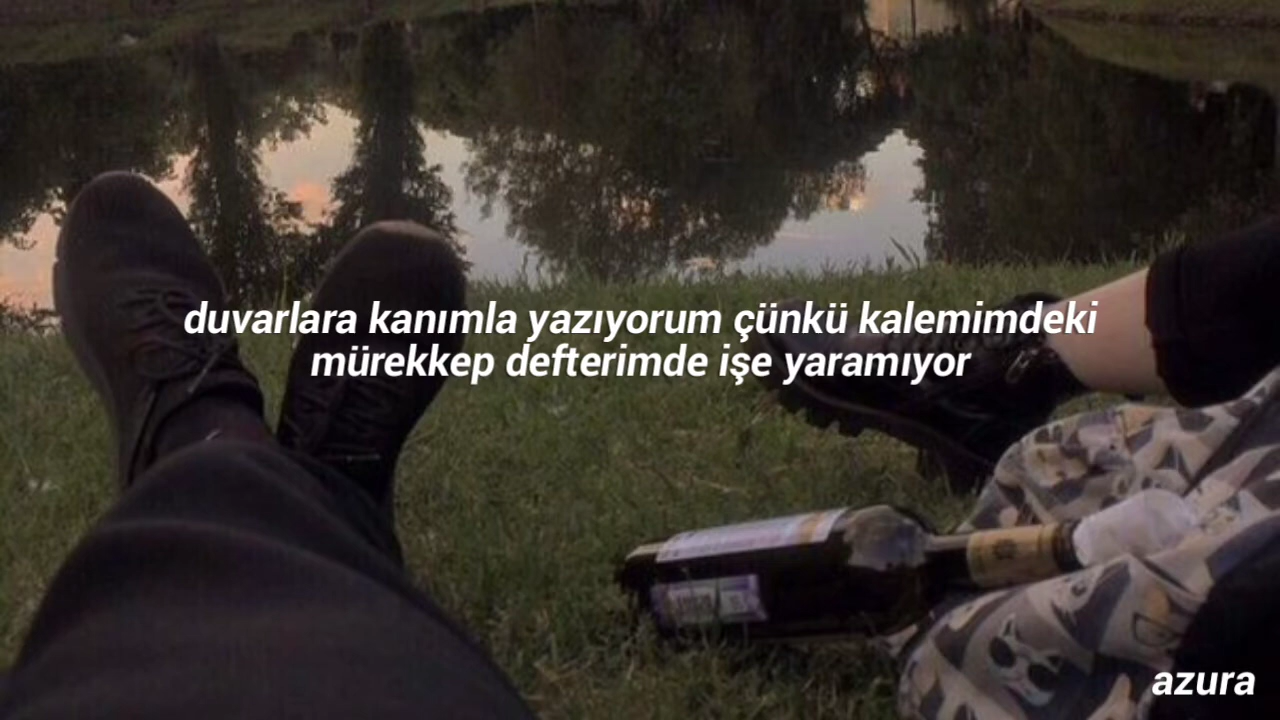 duvarlara kanımla yazıyorum çünkü kalemimdeki
mürekkep defterimde işe yaramıyor
azura